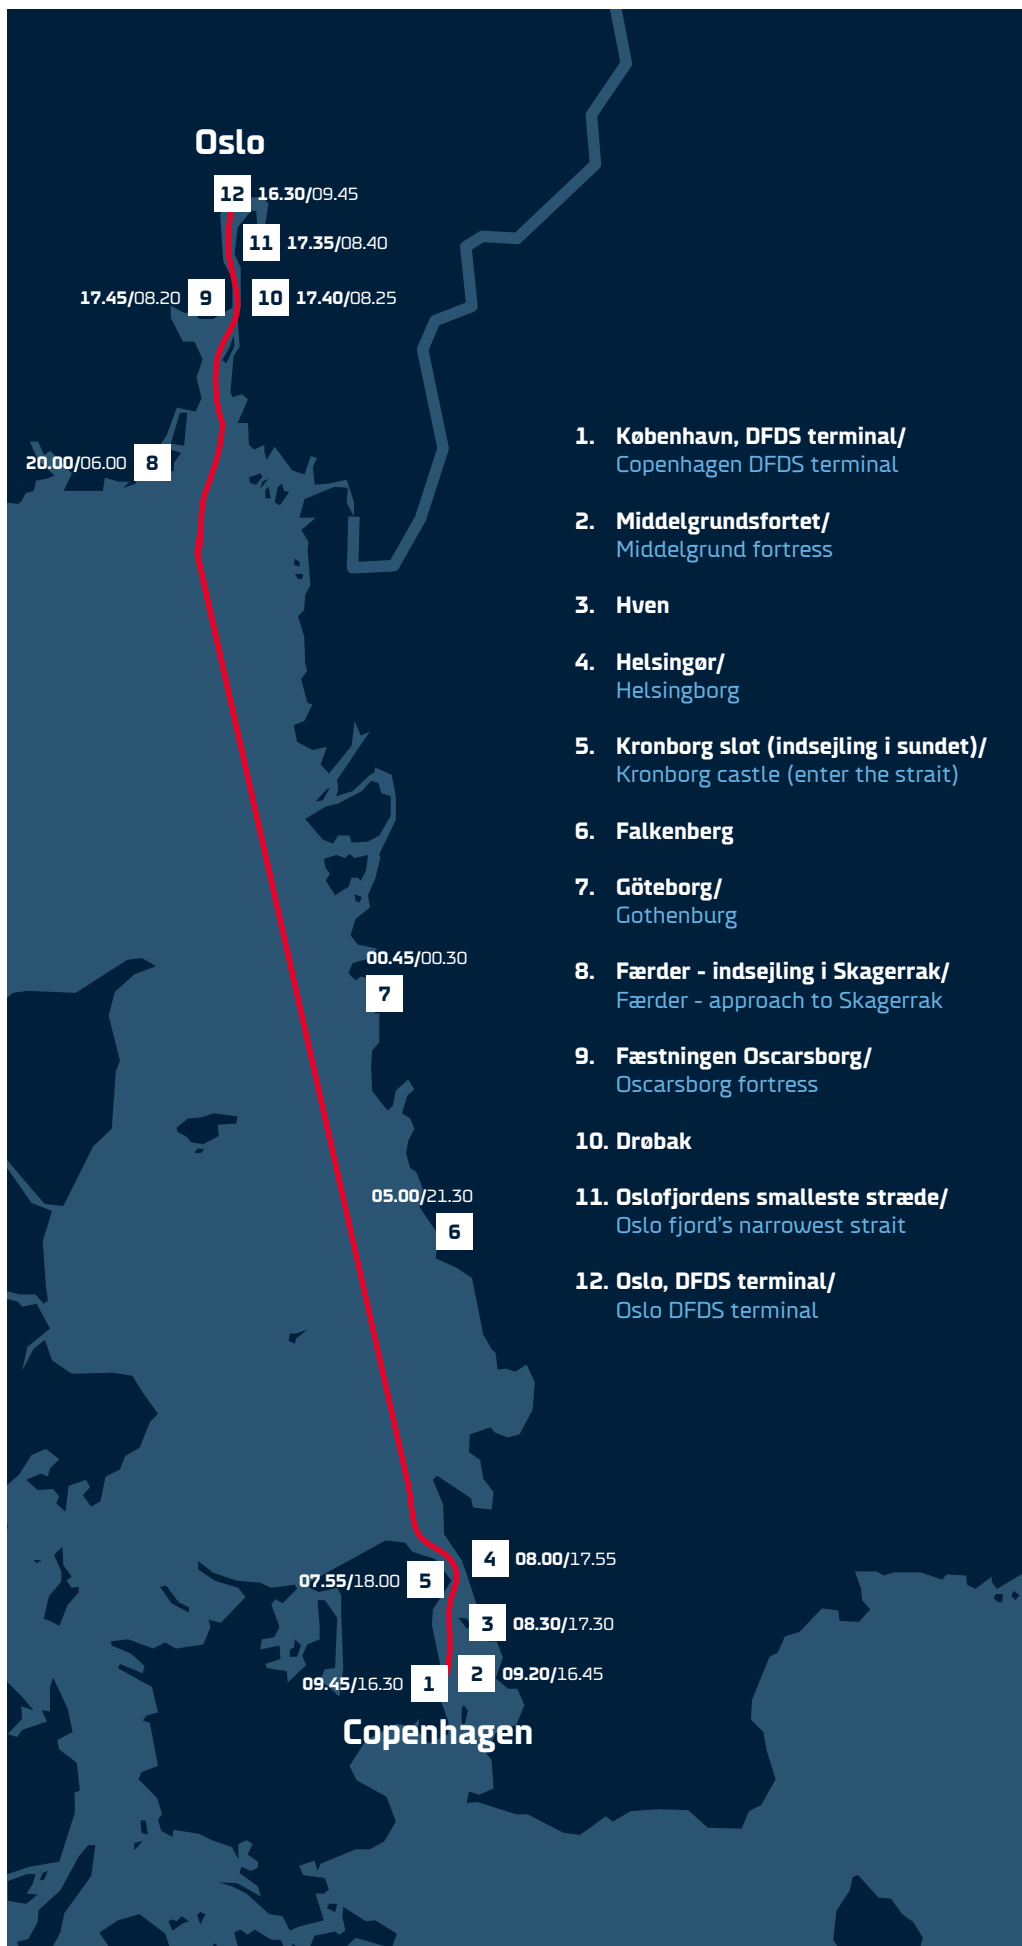 Oslo
12 16.30/09.45
11 17.35/08.40
17.45/08.20 9
10 17.40/08.25
20.00/06.00 8
00.45/00.30
7
05.00/21.30
6
4 08.00/17.55
07.55/18.00 5
3 08.30/17.30
2 09.20/16.45
09.45/16.30 1
Copenhagen
1. København, DFDS terminal/
Copenhagen DFDS terminal
2. Middelgrundsfortet/
Middelgrund fortress
3. Hven
4. Helsingør/
Helsingborg
5. Kronborg slot (indsejling i sundet)/
Kronborg castle (enter the strait)
6. Falkenberg
7. Göteborg/
Gothenburg
8. Færder - indsejling i Skagerrak/
Færder - approach to Skagerrak
9. Fæstningen Oscarsborg/
Oscarsborg fortress
10. Drøbak
11. Oslofjordens smalleste stræde/
Oslo fjord's narrowest strait
12. Oslo, DFDS terminal/
Oslo DFDS terminal